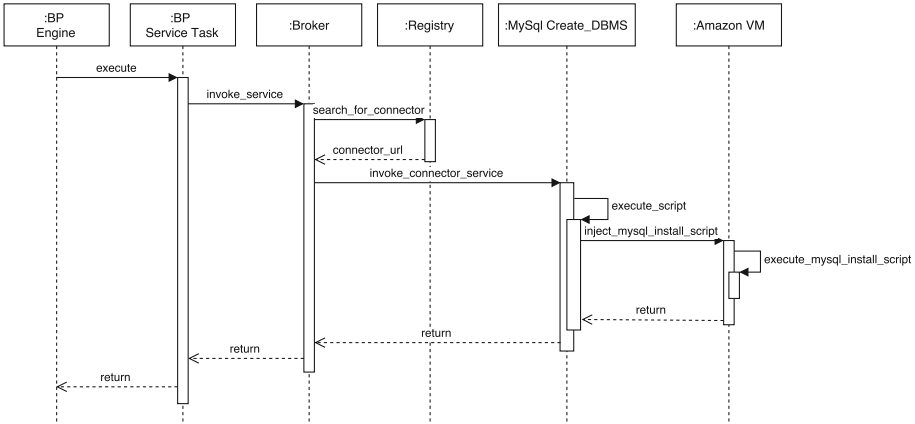 :BP
Engine
:BP
Service Task
:Broker
:Registry
:MySql Create_DBMS
:Amazon VM
execute
invoke_service
search_for_connector
connector_url
invoke_connector_service
execute_script
inject_mysql_install_script
execute_mysql_install_script
return
return
return
return